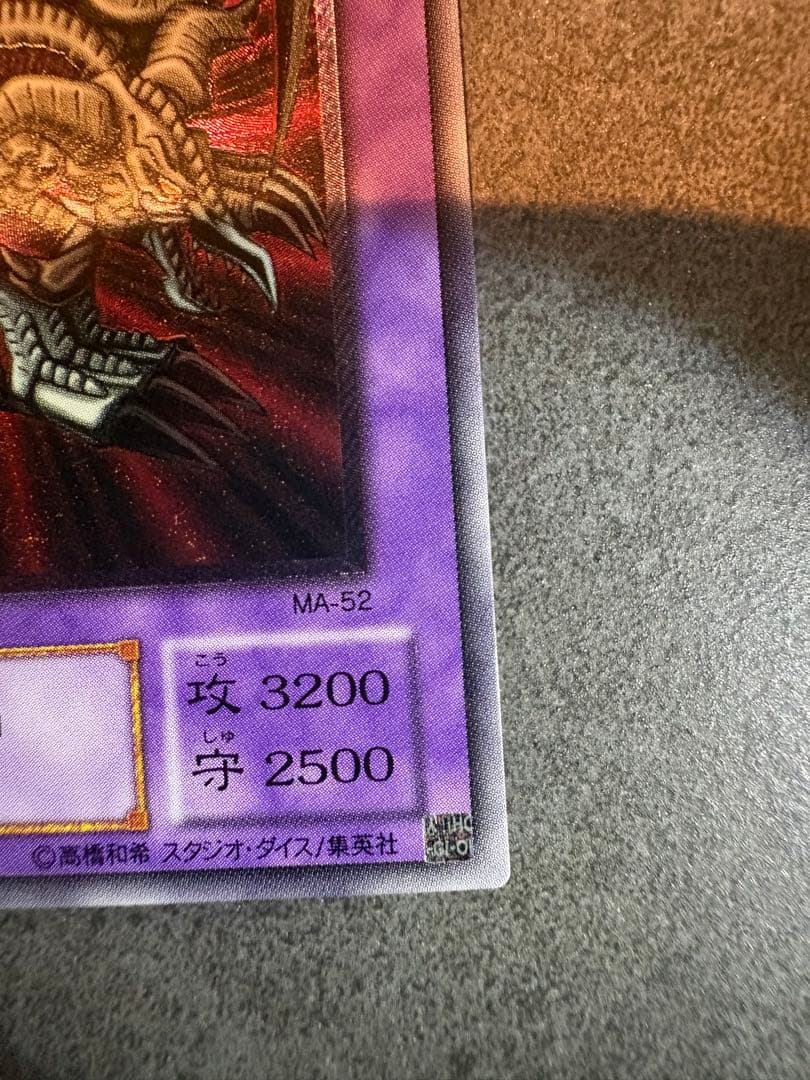 MA-52
こう
攻 3200
しゅ
守 2500
©高橋和希 スタジオ・ダイス/集英社